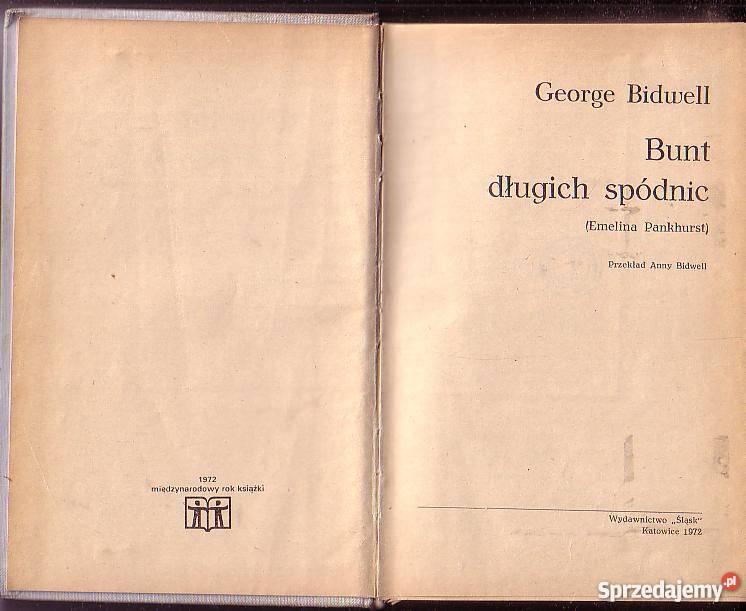 1972
międzynarodowy rok książki
George Bidwell
Bunt
długich spódnic
(Emelina Pankhurst)
Przekład Anny Bidwell
Wydawnictwo „Śląsk"
Katowice 1972
Sprzedajemy.pl